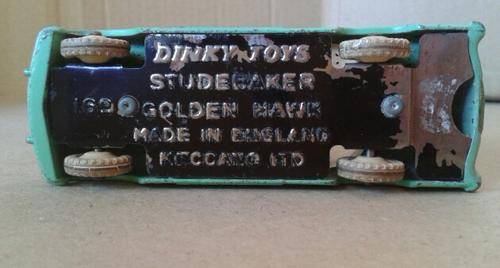 DINKY TOYS
STUDEBAKER
169 GOLDEN HAWK
MADE IN ENGLAND
MECCANO LTD